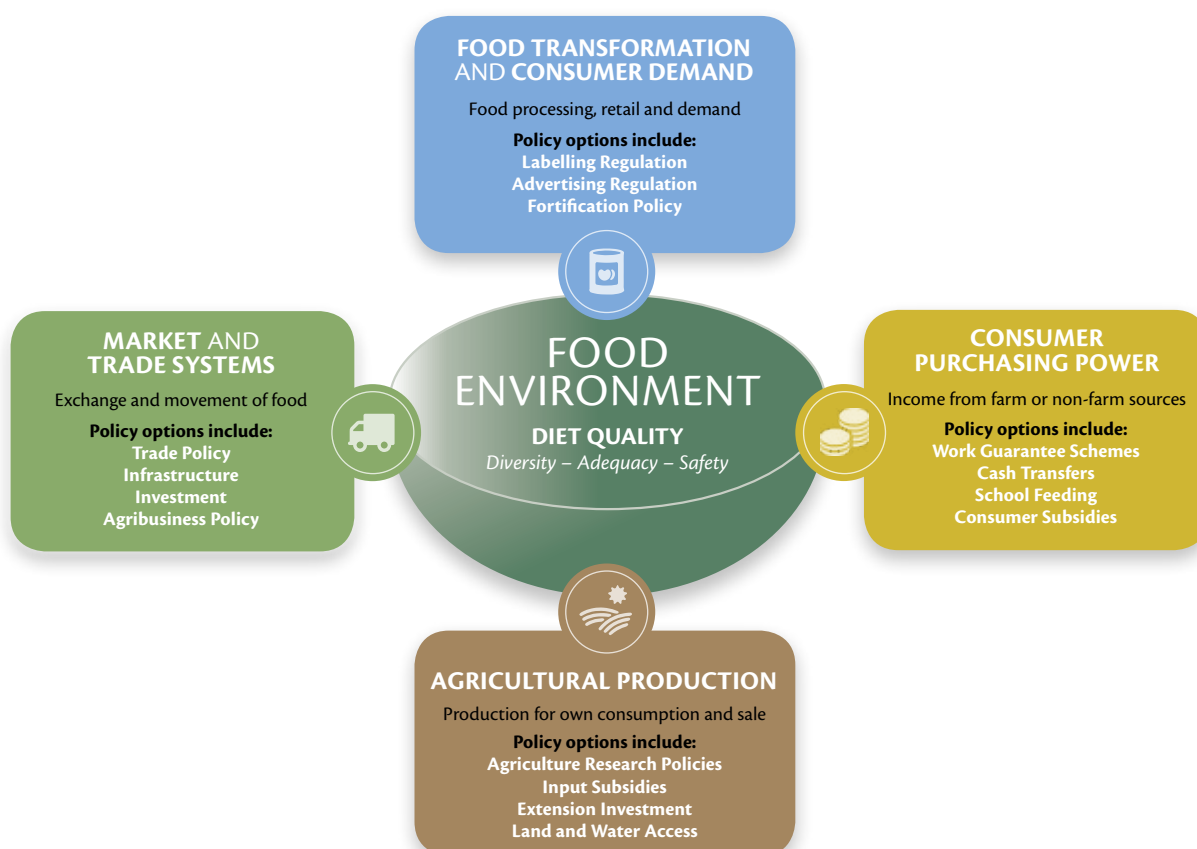 FOOD TRANSFORMATION
AND CONSUMER DEMAND
Food processing, retail and demand
Policy options include:
Labelling Regulation
Advertising Regulation
Fortification Policy
MARKET AND
TRADE SYSTEMS
Exchange and movement of food
Policy options include:
Trade Policy
Infrastructure
Investment
Agribusiness Policy
FOOD
ENVIRONMENT
DIET QUALITY
Diversity – Adequacy – Safety
CONSUMER
PURCHASING POWER
Income from farm or non-farm sources
Policy options include:
Work Guarantee Schemes
Cash Transfers
School Feeding
Consumer Subsidies
AGRICULTURAL PRODUCTION
Production for own consumption and sale
Policy options include:
Agriculture Research Policies
Input Subsidies
Extension Investment
Land and Water Access